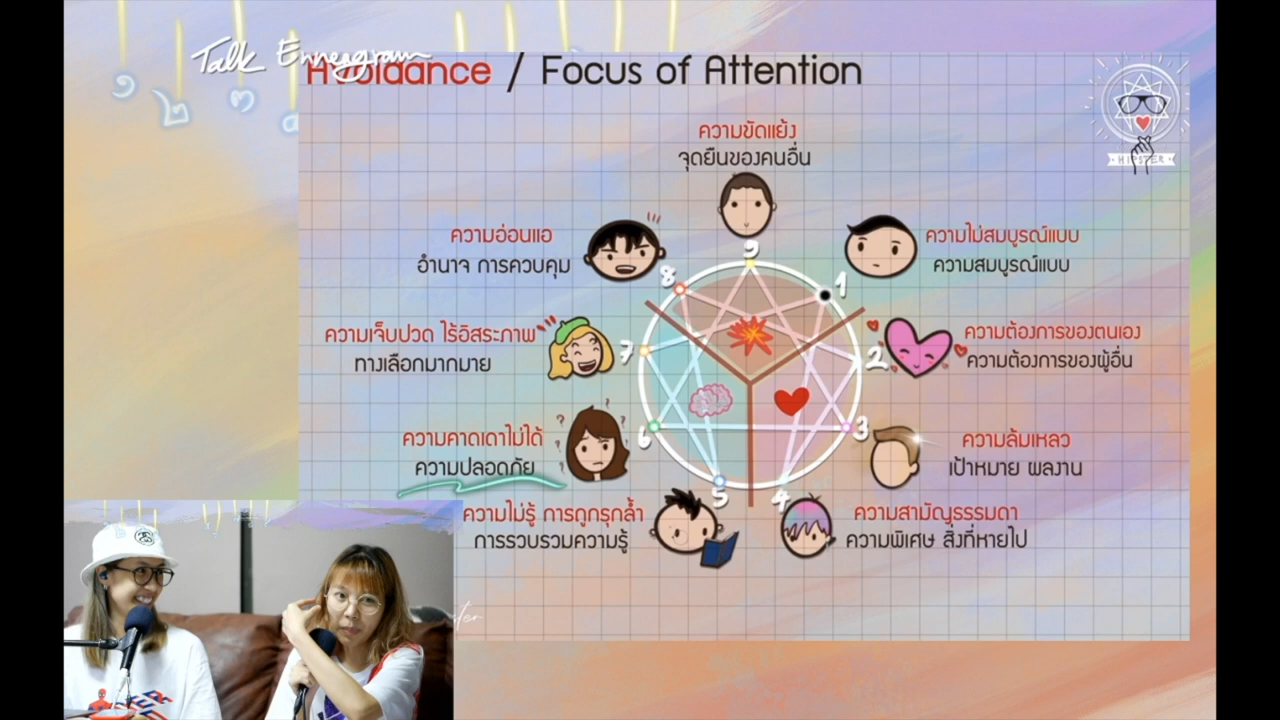 Talk Enneagram
๑ ๒ ๓
Avoidance / Focus of Attention
HIPSTER
ความขัดแย้ง
จุดยืนของคนอื่น
9
ความไม่สมบูรณ์แบบ
ความสมบูรณ์แบบ
1
ความต้องการของตนเอง
ความต้องการของผู้อื่น
2
ความล้มเหลว
เป้าหมาย ผลงาน
3
ความสามัญธรรมดา
ความพิเศษ สิ่งที่หายไป
4
ความไม่รู้ การถูกรุกล้ำ
การรวบรวมความรู้
5
ความคาดเดาไม่ได้
ความปลอดภัย
6
ความเจ็บปวด ไร้อิสระภาพ
ทางเลือกมากมาย
7
ความอ่อนแอ
อำนาจ การควบคุม
8